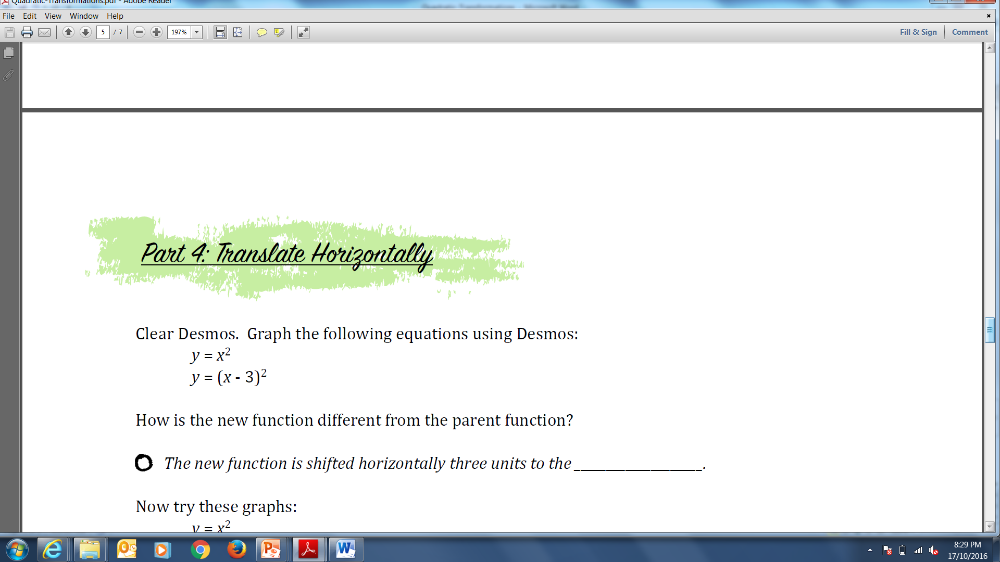 Quadratic-Transformations.pdf - Adobe Reader
File Edit View Window Help
5 / 7 197% Fill & Sign Comment
Part 4: Translate Horizontally
Clear Desmos. Graph the following equations using Desmos:
y = x²
y = (x - 3)²
How is the new function different from the parent function?
The new function is shifted horizontally three units to the ____________________.
Now try these graphs:
y = x²
8:29 PM
17/10/2016